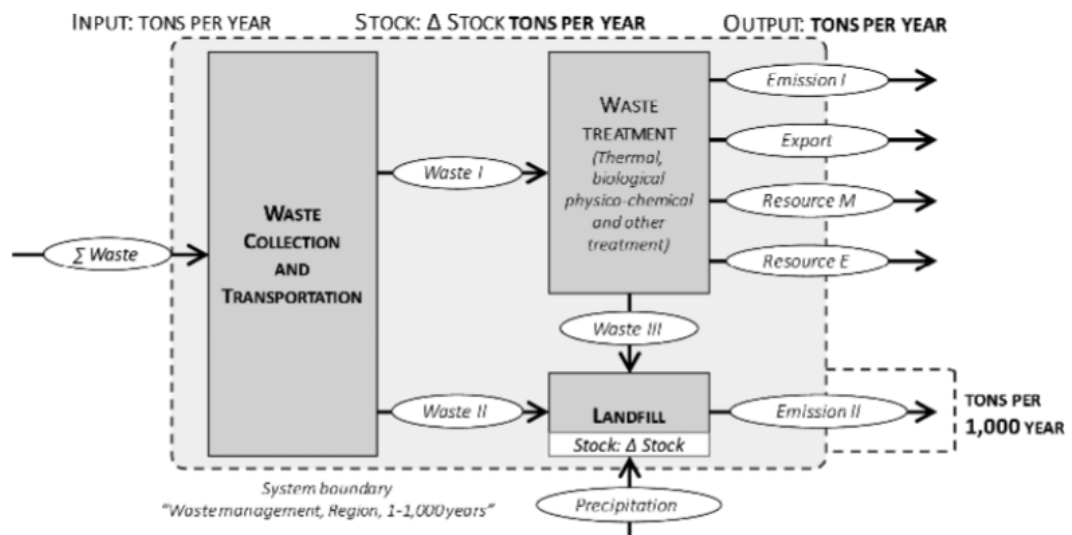 INPUT: TONS PER YEAR
STOCK: Δ STOCK TONS PER YEAR
OUTPUT: TONS PER YEAR
Σ Waste
WASTE
COLLECTION
AND
TRANSPORTATION
Waste I
Waste II
WASTE
TREATMENT
(Thermal,
biological
physico-chemical
and other
treatment)
Emission I
Export
Resource M
Resource E
Waste III
LANDFILL
Stock: Δ Stock
Emission II
TONS PER
1,000 YEAR
Precipitation
System boundary
"Waste management, Region, 1-1,000 years"